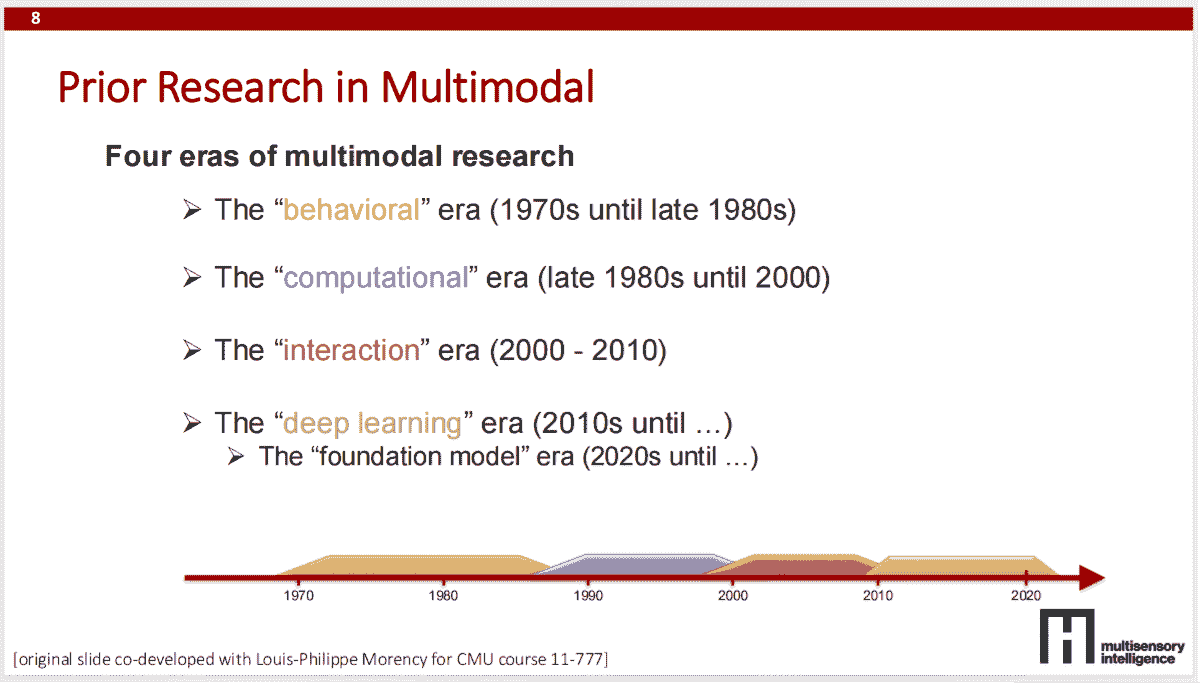 8
Prior Research in Multimodal
Four eras of multimodal research
➢ The “behavioral” era (1970s until late 1980s)
➢ The “computational” era (late 1980s until 2000)
➢ The “interaction” era (2000 - 2010)
➢ The “deep learning” era (2010s until …)
➢ The “foundation model” era (2020s until …)
1970 1980 1990 2000 2010 2020
multisensory
intelligence
[original slide co-developed with Louis-Philippe Morency for CMU course 11-777]